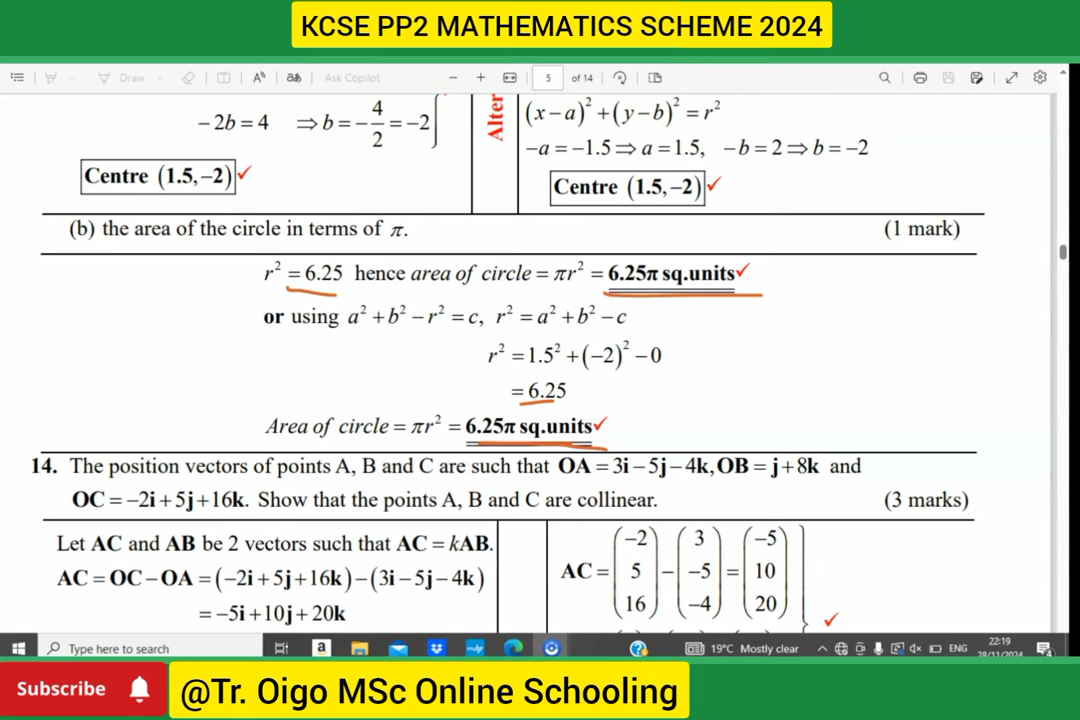 KCSE PP2 MATHEMATICS SCHEME 2024
Draw
Ask Copilot
5 of 14
-2b = 4 ⇒ b = -4/2 = -2
Centre (1.5, -2) ✓
Alter
(x - a)² + (y - b)² = r²
-a = -1.5 ⇒ a = 1.5, -b = 2 ⇒ b = -2
Centre (1.5, -2) ✓
(b) the area of the circle in terms of π. (1 mark)
r² = 6.25 hence area of circle = πr² = 6.25π sq.units ✓
or using a² + b² - r² = c, r² = a² + b² - c
r² = 1.5² + (-2)² - 0
= 6.25
Area of circle = πr² = 6.25π sq.units ✓
14. The position vectors of points A, B and C are such that OA = 3i - 5j - 4k, OB = j + 8k and
OC = -2i + 5j + 16k. Show that the points A, B and C are collinear. (3 marks)
Let AC and AB be 2 vectors such that AC = kAB.
AC = OC - OA = (-2i + 5j + 16k) - (3i - 5j - 4k)
= -5i + 10j + 20k
AC = (-2 5 16) - (3 -5 -4) = (-5 10 20) ✓
Type here to search
19°C Mostly clear
ENG
22:19
28/11/2024
Subscribe
@Tr. Oigo MSc Online Schooling